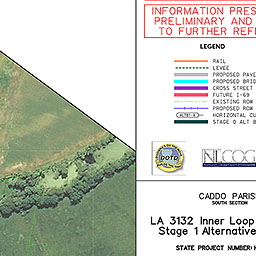 INFORMATION PRES
PRELIMINARY AND
TO FURTHER REF
LEGEND
RAIL
LEVEE
PROPOSED PAVE
PROPOSED BRID
CROSS STREET
FUTURE I-69
EXISTING ROW
PROPOSED ROW
HORIZONTAL CU
STAGE 0 ALT B
DOTD
NLCOG
CADDO PARIS
SOUTH SECTION
LA 3132 Inner Loop
Stage 1 Alternative
STATE PROJECT NUMBER: